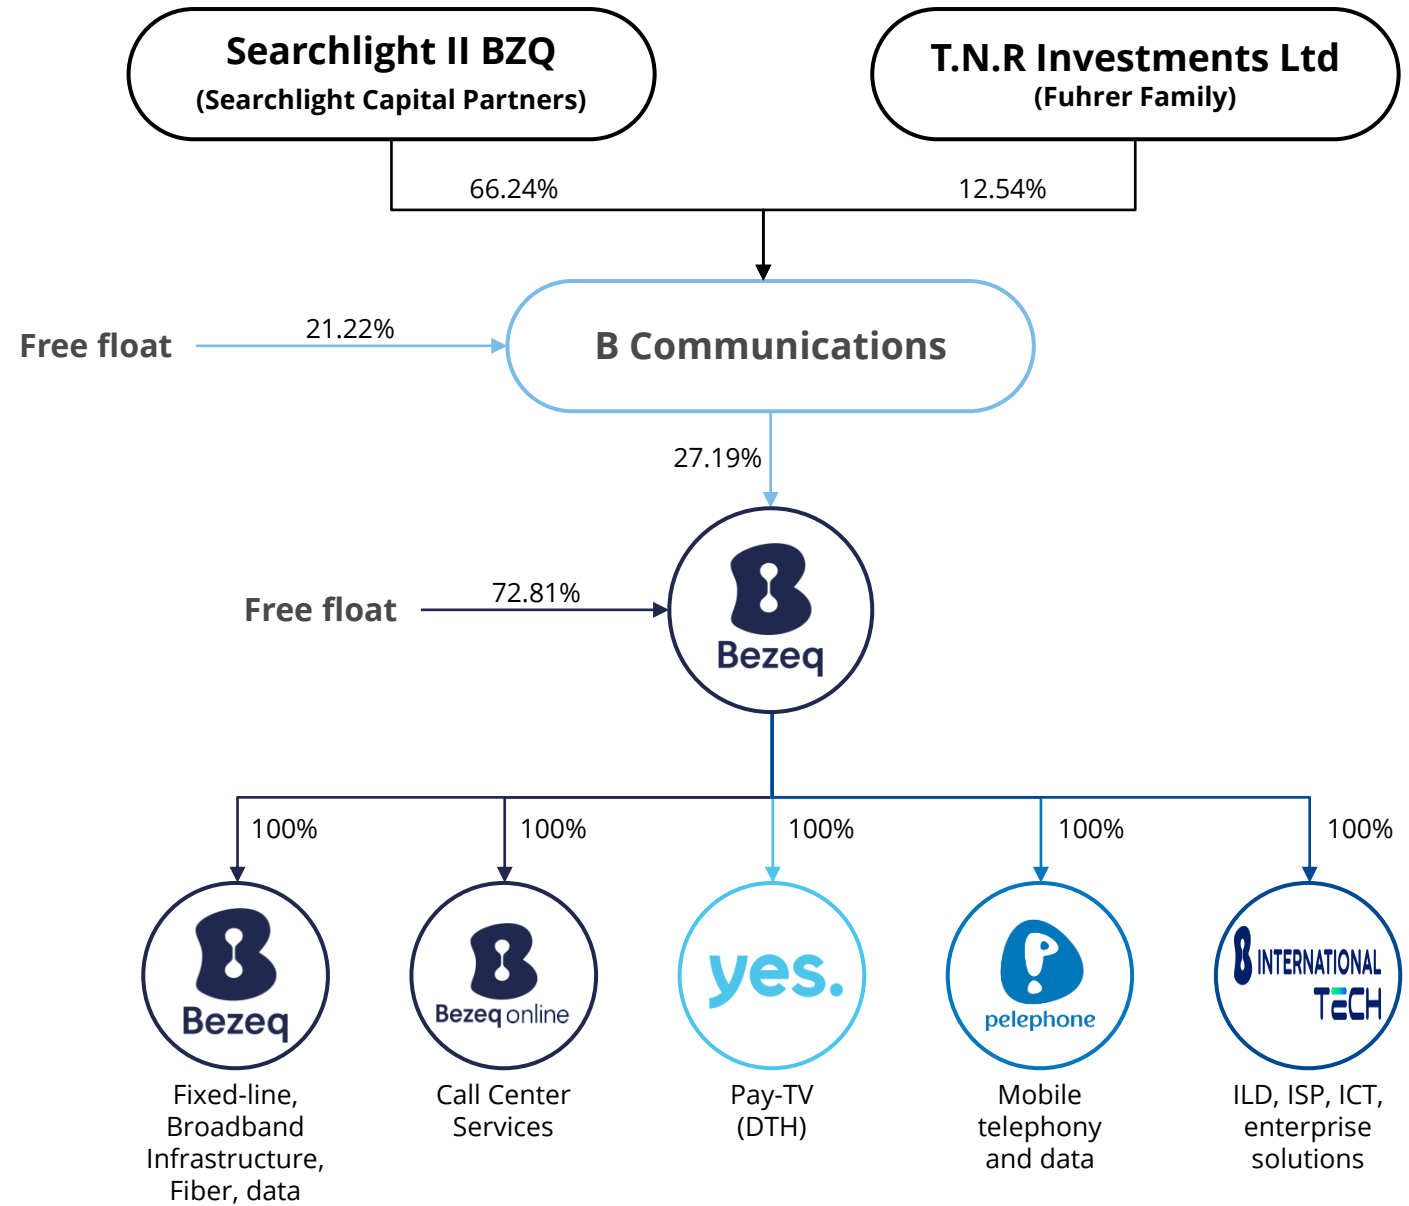 Searchlight II BZQ
(Searchlight Capital Partners)
T.N.R Investments Ltd
(Fuhrer Family)
66.24%
12.54%
Free float
21.22%
B Communications
27.19%
Free float
72.81%
Bezeq
100%
100%
100%
100%
100%
Bezeq
Bezeq online
yes.
pelephone
B INTERNATIONAL
TECH
Fixed-line,
Broadband
Infrastructure,
Fiber, data
Call Center
Services
Pay-TV
(DTH)
Mobile
telephony
and data
ILD, ISP, ICT,
enterprise
solutions